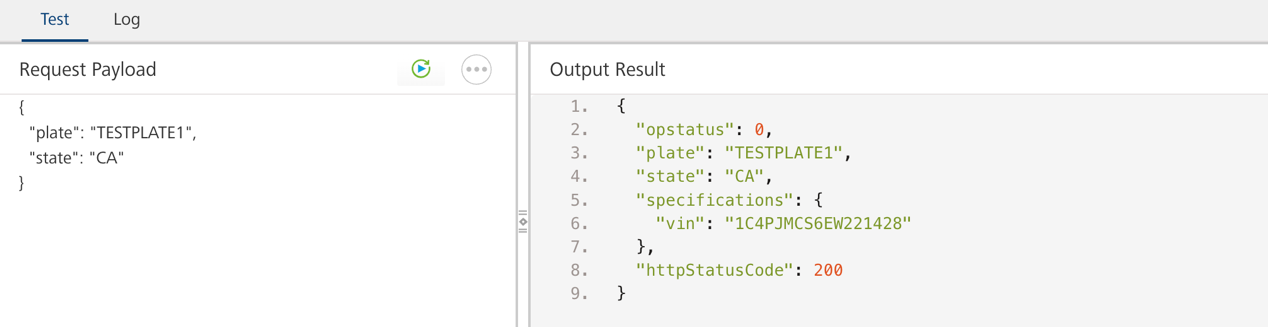 Test Log
Request Payload
{
"plate": "TESTPLATE1",
"state": "CA"
}
Output Result
1. {
2. "opstatus": 0,
3. "plate": "TESTPLATE1",
4. "state": "CA",
5. "specifications": {
6. "vin": "1C4PJMCS6EW221428"
7. },
8. "httpStatusCode": 200
9. }